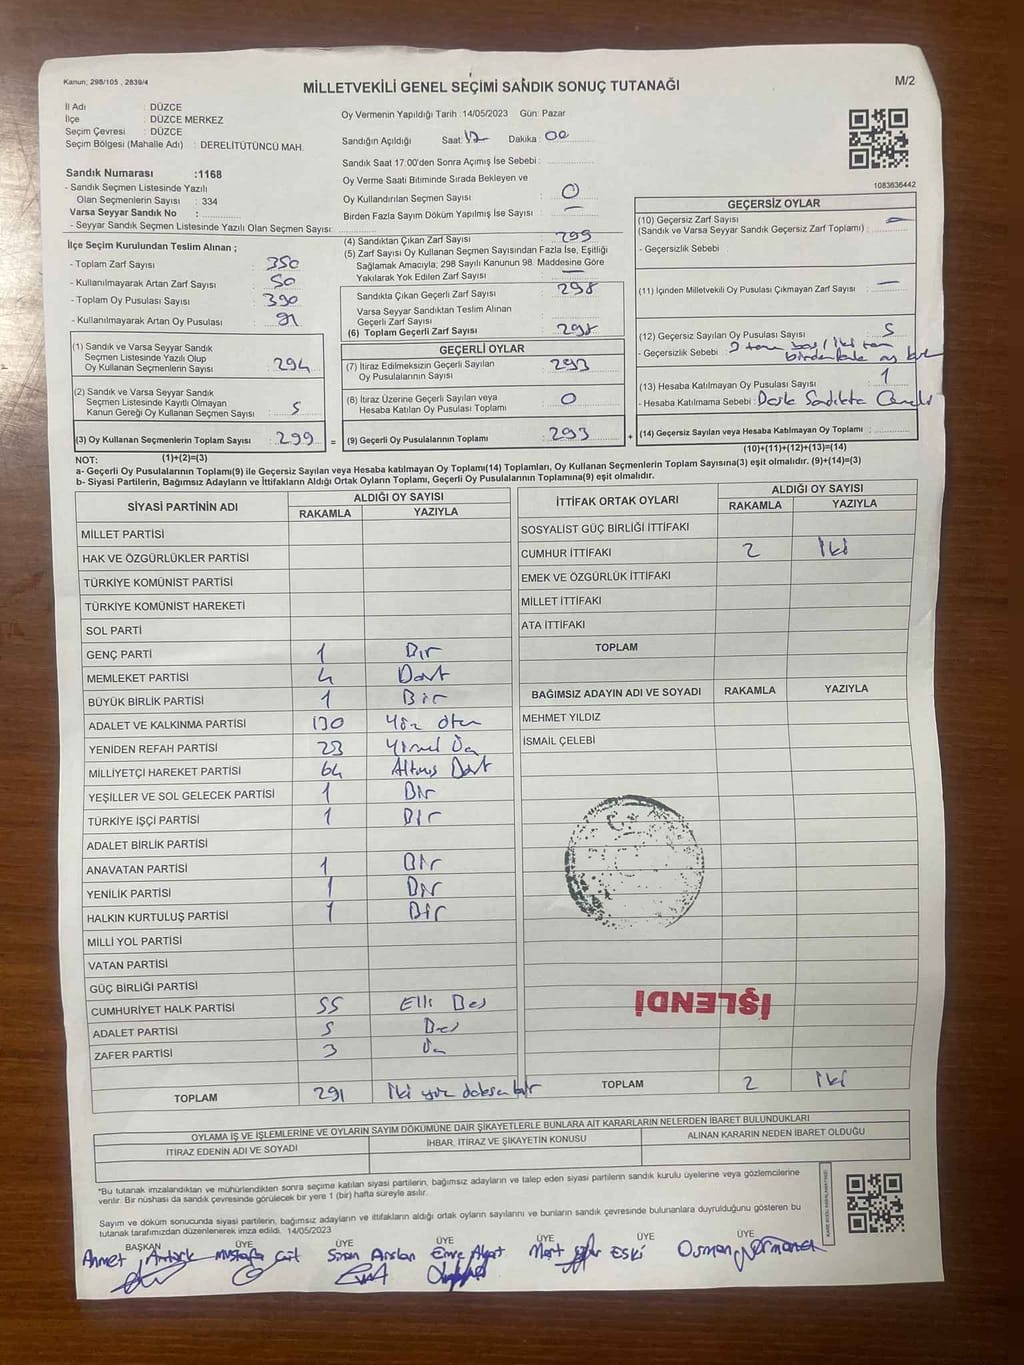 Kanun, 298/105 , 2839/4
MİLLETVEKİLİ GENEL SEÇİMİ SANDIK SONUÇ TUTANAĞI
M/2
İl Adı : DÜZCE
İlçe : DÜZCE MERKEZ
Seçim Çevresi : DÜZCE
Seçim Bölgesi (Mahalle Adı) : DERELİTÜTÜNCÜ MAH.
Sandık Numarası :1168
- Sandık Seçmen Listesinde Yazılı
Olan Seçmenlerin Sayısı : 334
Varsa Seyyar Sandık No :
- Seyyar Sandık Seçmen Listesinde Yazılı Olan Seçmen Sayısı:
İlçe Seçim Kurulundan Teslim Alınan ;
- Toplam Zarf Sayısı : 350
- Kullanılmayarak Artan Zarf Sayısı : 50
- Toplam Oy Pusulası Sayısı : 390
- Kullanılmayarak Artan Oy Pusulası : 91
(1) Sandık ve Varsa Seyyar Sandık
Seçmen Listesinde Yazılı Olup
Oy Kullanan Seçmenlerin Sayısı : 294
(2) Sandık ve Varsa Seyyar Sandık
Seçmen Listesinde Kayıtlı Olmayan
Kanun Gereği Oy Kullanan Seçmen Sayısı : 5
(3) Oy Kullanan Seçmenlerin Toplam Sayısı : 299 =
Oy Vermenin Yapıldığı Tarih : 14/05/2023 Gün: Pazar
Sandığın Açıldığı Saat: 17 Dakika : 00
Sandık Saat 17:00'den Sonra Açımış İse Sebebi :
Oy Verme Saati Bitiminde Sırada Bekleyen ve
Oy Kullandırılan Seçmen Sayısı : 0
Birden Fazla Sayım Döküm Yapılmış İse Sayısı : —
(4) Sandıktan Çıkan Zarf Sayısı : 299
(5) Zarf Sayısı Oy Kullanan Seçmen Sayısından Fazla İse, Eşitliği
Sağlamak Amacıyla; 298 Sayılı Kanunun 98. Maddesine Göre
Yakılarak Yok Edilen Zarf Sayısı : —
Sandıkta Çıkan Geçerli Zarf Sayısı : 298
Varsa Seyyar Sandıktan Teslim Alınan
Geçerli Zarf Sayısı :
(6) Toplam Geçerli Zarf Sayısı : 298
GEÇERLİ OYLAR
(7) İtiraz Edilmeksizin Geçerli Sayılan
Oy Pusulalarının Sayısı : 293
(8) İtiraz Üzerine Geçerli Sayılan veya
Hesaba Katılan Oy Pusulası Toplamı : 0
(9) Geçerli Oy Pusulalarının Toplamı : 293 +
1083636442
GEÇERSİZ OYLAR
(10) Geçersiz Zarf Sayısı —
(Sandık ve Varsa Seyyar Sandık Geçersiz Zarf Toplamı) :
- Geçersizlik Sebebi :
(11) İçinden Milletvekili Oy Pusulası Çıkmayan Zarf Sayısı : —
(12) Geçersiz Sayılan Oy Pusulası Sayısı : 5
- Geçersizlik Sebebi : boş iki
birden fazla oy
(13) Hesaba Katılmayan Oy Pusulası Sayısı : 1
- Hesaba Katılmama Sebebi : Sandıkta
(14) Geçersiz Sayılan veya Hesaba Katılmayan Oy Toplamı :
(1)+(2)=(3)
(10)+(11)+(12)+(13)=(14)
NOT:
a- Geçerli Oy Pusulalarının Toplamı(9) ile Geçersiz Sayılan veya Hesaba katılmayan Oy Toplamı(14) Toplamları, Oy Kullanan Seçmenlerin Toplam Sayısına(3) eşit olmalıdır. (9)+(14)=(3)
b- Siyasi Partilerin, Bağımsız Adayların ve İttifakların Aldığı Ortak Oyların Toplamı, Geçerli Oy Pusulalarının Toplamına(9) eşit olmalıdır.
SİYASİ PARTİNİN ADI ALDIĞI OY SAYISI
RAKAMLA YAZIYLA
MİLLET PARTİSİ
HAK VE ÖZGÜRLÜKLER PARTİSİ
TÜRKİYE KOMÜNİST PARTİSİ
TÜRKİYE KOMÜNİST HAREKETİ
SOL PARTİ
GENÇ PARTİ 1 Bir
MEMLEKET PARTİSİ 4 Dört
BÜYÜK BİRLİK PARTİSİ 1 Bir
ADALET VE KALKINMA PARTİSİ 130 Yüz Otuz
YENİDEN REFAH PARTİSİ 23 Yirmi Üç
MİLLİYETÇİ HAREKET PARTİSİ 64 Altmış Dört
YEŞİLLER VE SOL GELECEK PARTİSİ 1 Bir
TÜRKİYE İŞÇİ PARTİSİ 1 Bir
ADALET BİRLİK PARTİSİ
ANAVATAN PARTİSİ 1 Bir
YENİLİK PARTİSİ 1 Bir
HALKIN KURTULUŞ PARTİSİ 1 Bir
MİLLİ YOL PARTİSİ
VATAN PARTİSİ
GÜÇ BİRLİĞİ PARTİSİ
CUMHURİYET HALK PARTİSİ 55 Elli Beş
ADALET PARTİSİ 5 Beş
ZAFER PARTİSİ 3 Üç
TOPLAM 291 İki yüz doksan bir
İTTİFAK ORTAK OYLARI ALDIĞI OY SAYISI
RAKAMLA YAZIYLA
SOSYALİST GÜÇ BİRLİĞİ İTTİFAKI
CUMHUR İTTİFAKI 2 İki
EMEK VE ÖZGÜRLÜK İTTİFAKI
MİLLET İTTİFAKI
ATA İTTİFAKI
TOPLAM
BAĞIMSIZ ADAYIN ADI VE SOYADI RAKAMLA YAZIYLA
MEHMET YILDIZ
İSMAİL ÇELEBİ
İŞLENDİ
TOPLAM 2 İki
OYLAMA İŞ VE İŞLEMLERİNE VE OYLARIN SAYIM DÖKÜMÜNE DAİR ŞİKAYETLERLE BUNLARA AİT KARARLARIN NELERDEN İBARET BULUNDUKLARI
İTİRAZ EDENİN ADI VE SOYADI İHBAR, İTİRAZ VE ŞİKAYETİN KONUSU ALINAN KARARIN NEDEN İBARET OLDUĞU
*Bu tutanak imzalandıktan ve mühürlendikten sonra seçime katılan siyasi partilerin, bağımsız adayların ve talep eden siyasi partilerin sandık kurulu üyelerine veya gözlemcilerine
verilir. Bir nüshası da sandık çevresinde görülecek bir yere 1 (bir) hafta süreyle asılır.
Sayım ve döküm sonucunda siyasi partilerin, bağımsız adayların ve ittifakların aldığı ortak oyların sayılarını ve bunların sandık çevresinde bulunanlara duyrulduğunu gösteren bu
tutanak tarafımızdan düzenlenerek imza edildi. 14/05/2023
BAŞKAN ÜYE ÜYE ÜYE ÜYE ÜYE ÜYE
Ahmet Mustafa Sinan Arslan Emre Mert Eski Osman